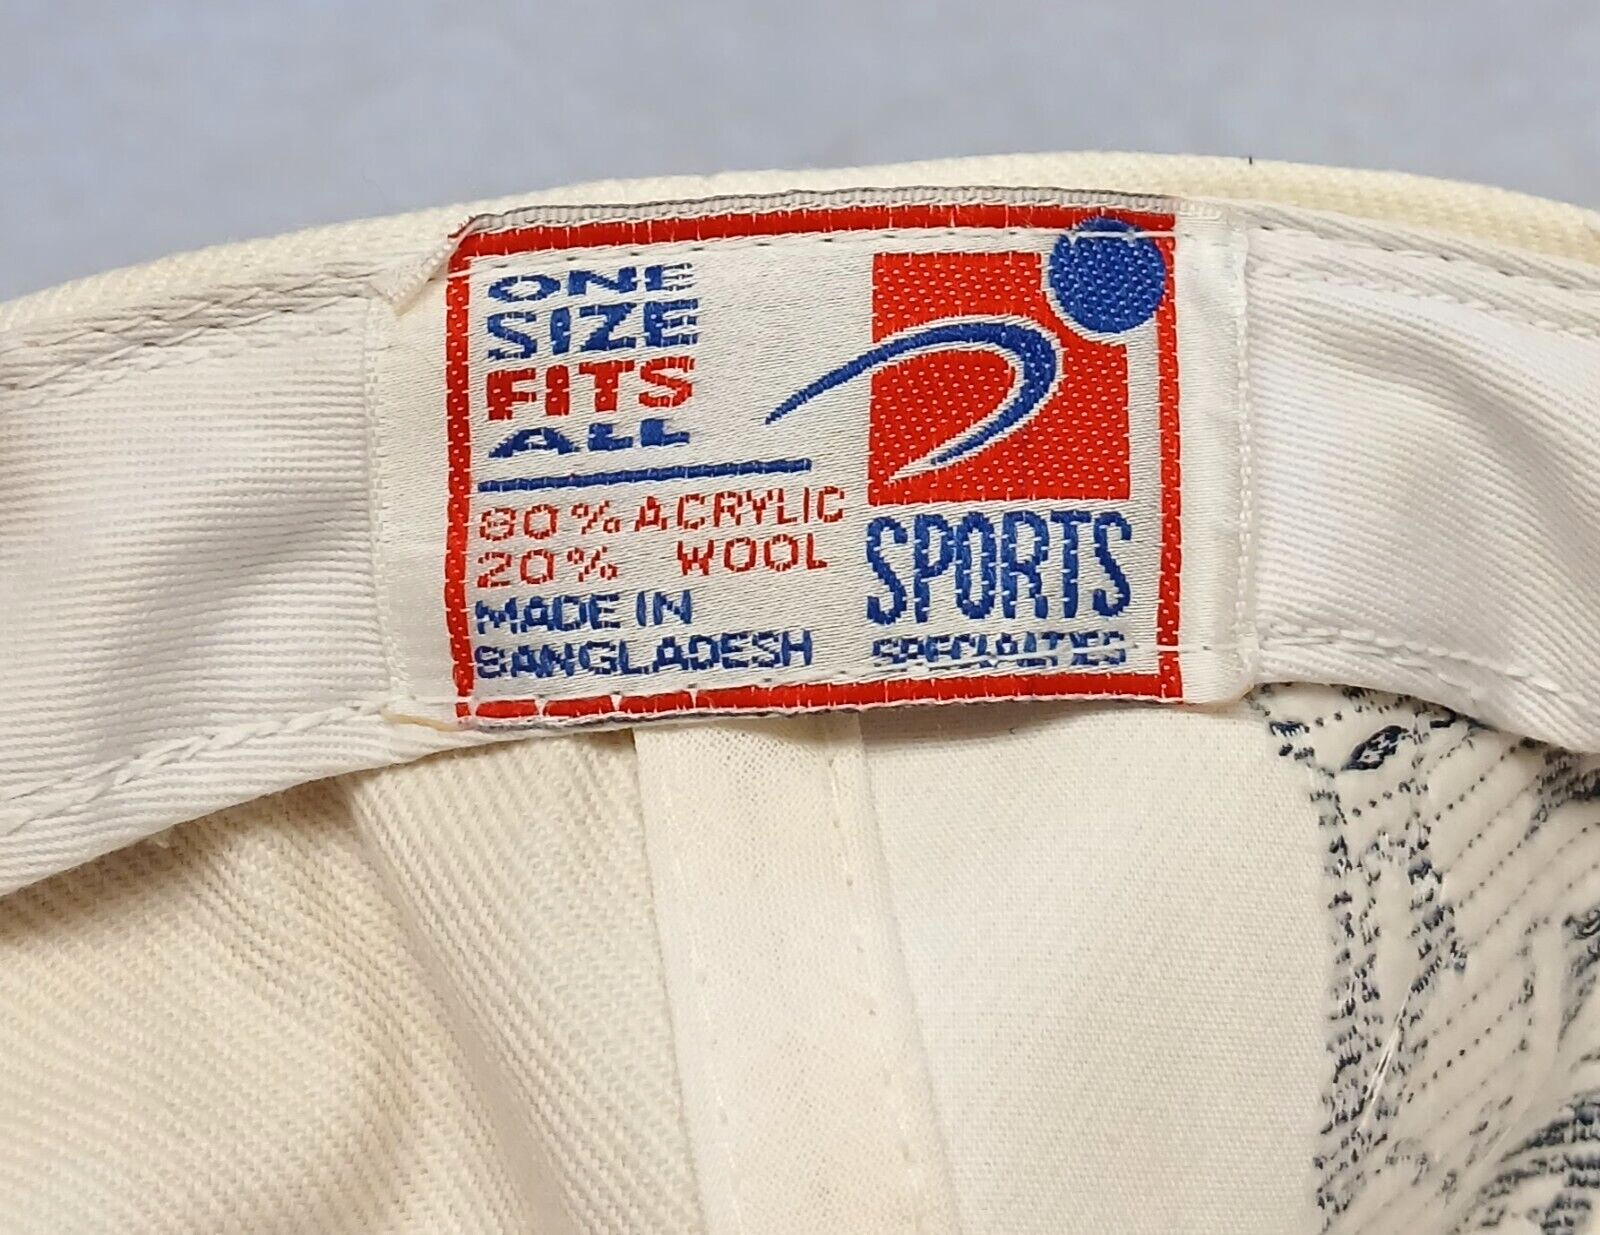 ONE
SIZE
FITS
ALL
80% ACRYLIC
20% WOOL
MADE IN
BANGLADESH
SPORTS
SPECIALTIES